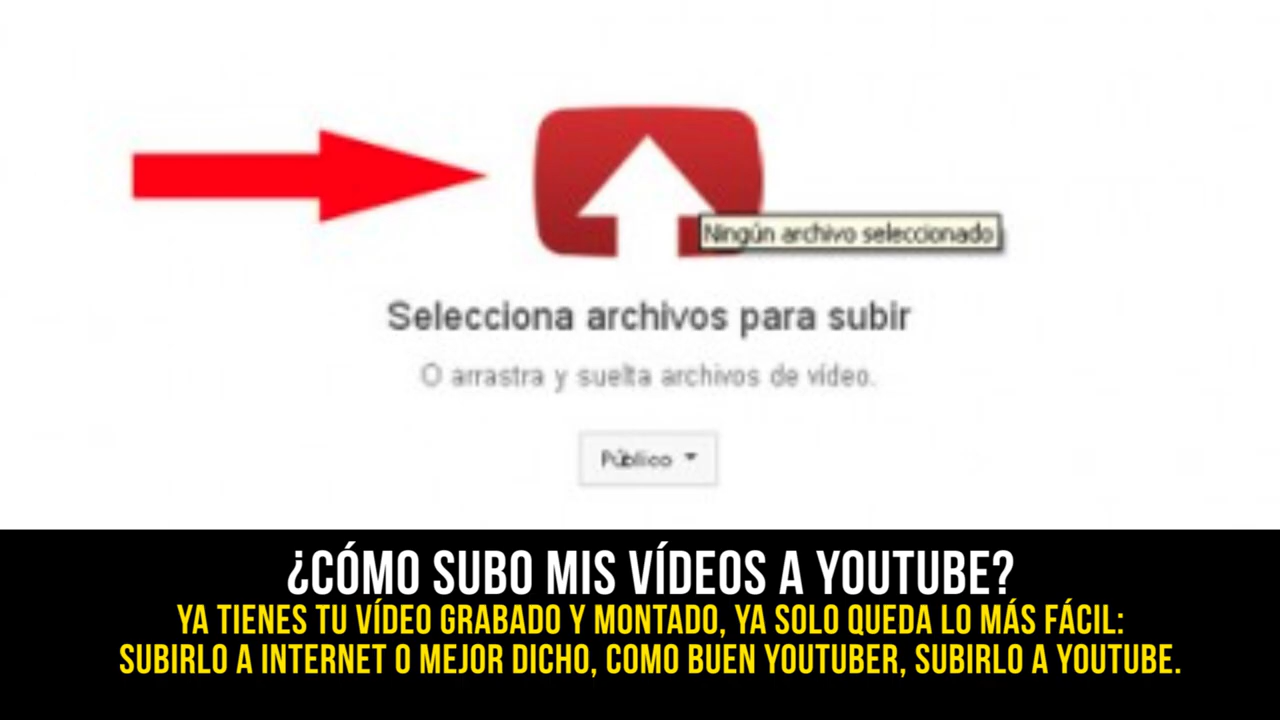 Ningún archivo seleccionado
Selecciona archivos para subir
O arrastra y suelta archivos de vídeo.
Público
¿CÓMO SUBO MIS VÍDEOS A YOUTUBE?
YA TIENES TU VÍDEO GRABADO Y MONTADO, YA SOLO QUEDA LO MÁS FÁCIL:
SUBIRLO A INTERNET O MEJOR DICHO, COMO BUEN YOUTUBER, SUBIRLO A YOUTUBE.